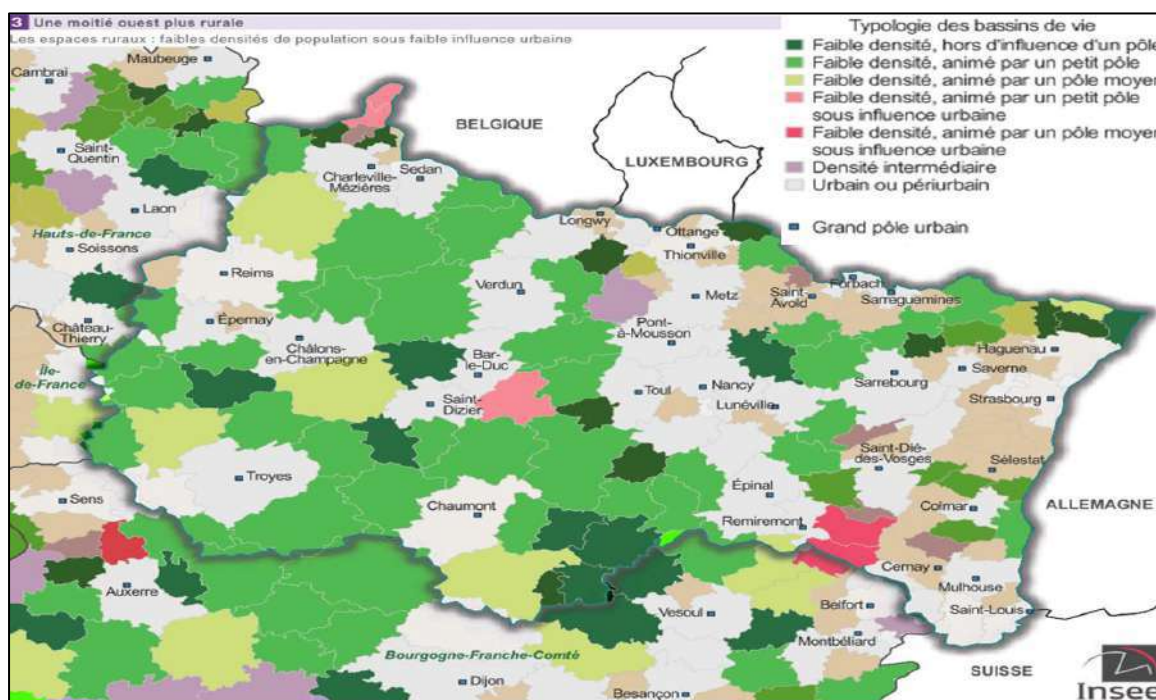 3 Une moitié ouest plus rurale
Les espaces ruraux : faibles densités de population sous faible influence urbaine
Typologie des bassins de vie
Faible densité, hors d'influence d'un pôle
Faible densité, animé par un petit pôle
Faible densité, animé par un pôle moyen
Faible densité, animé par un petit pôle
sous influence urbaine
Faible densité, animé par un pôle moyen
sous influence urbaine
Densité intermédiaire
Urbain ou périurbain
Grand pôle urbain
Maubeuge
Cambrai
BELGIQUE
LUXEMBOURG
Saint-
Quentin
Charleville-
Mézières
Sedan
Laon
Hauts-de-France
Soissons
Longwy
Ottange
Thionville
Reims
Verdun
Metz
Saint-
Avold
Forbach
Sarreguemines
Château-
Thierry
Épernay
Châlons-
en-Champagne
Pont-
à-Mousson
Haguenau
Île-
de-France
Bar-
le-Duc
Saint-
Dizier
Toul
Nancy
Lunéville
Sarrebourg
Saverne
Strasbourg
Troyes
Saint-Dié-
des-Vosges
Sélestat
Sens
Chaumont
Épinal
Remiremont
Colmar
ALLEMAGNE
Auxerre
Cernay
Mulhouse
Saint-Louis
Vesoul
Belfort
Montbéliard
Bourgogne-Franche-Comté
Dijon
Besançon
SUISSE
Insee